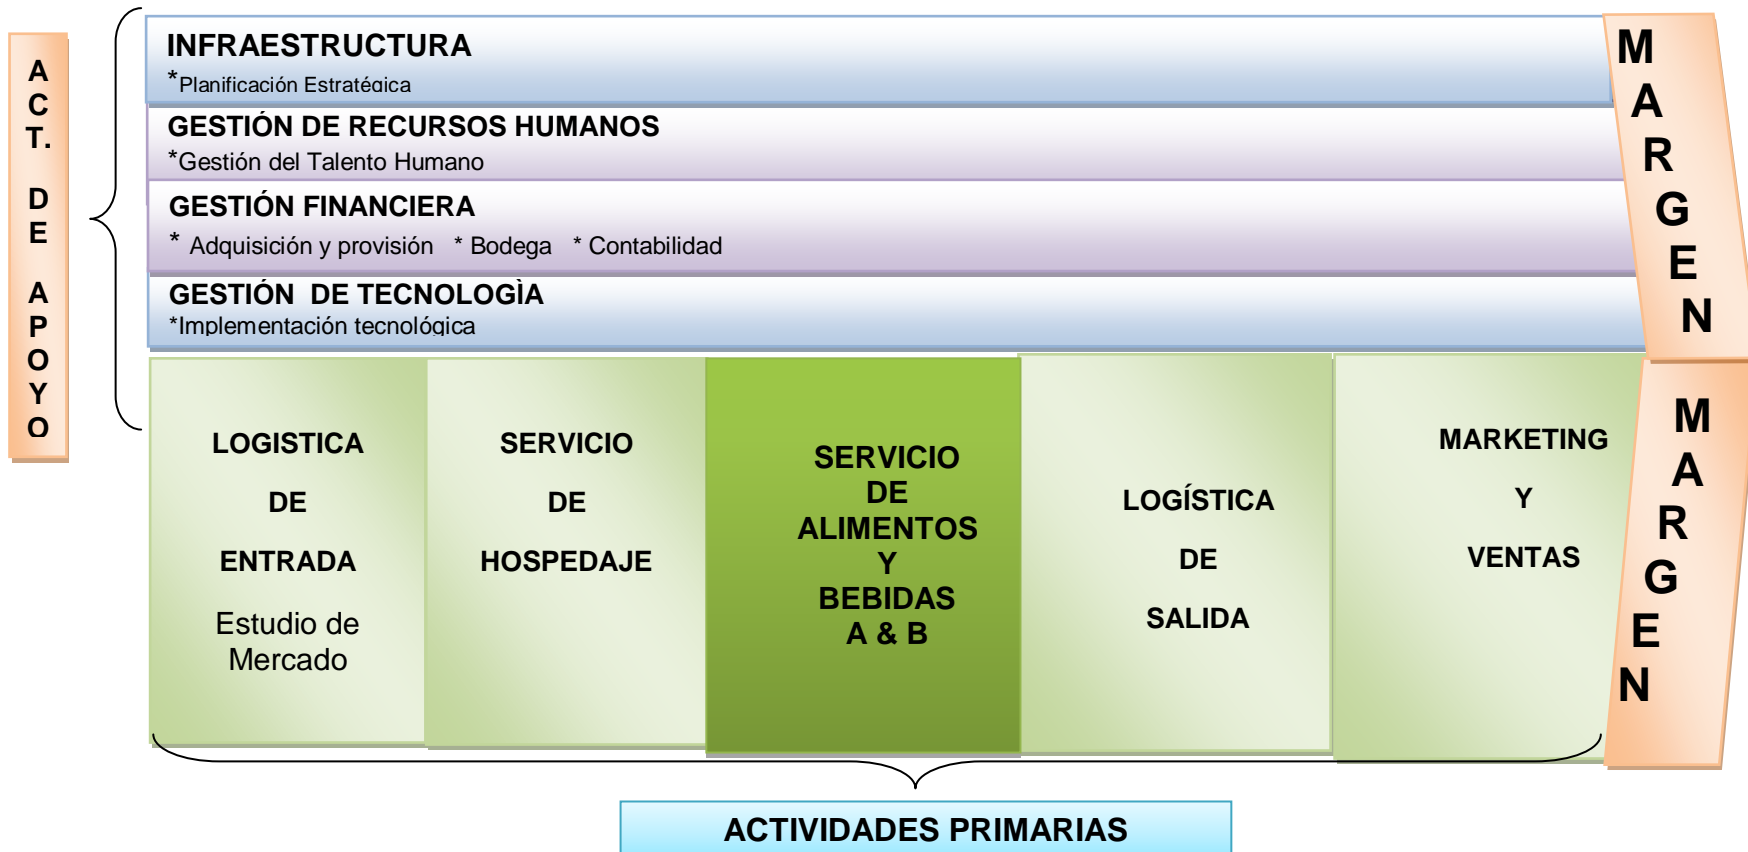 ACT. DE APOYO
INFRAESTRUCTURA
*Planificación Estratégica
GESTIÓN DE RECURSOS HUMANOS
*Gestión del Talento Humano
GESTIÓN FINANCIERA
* Adquisición y provisión * Bodega * Contabilidad
GESTIÓN DE TECNOLOGÌA
*Implementación tecnológica
MARGEN
LOGISTICA
DE
ENTRADA
Estudio de
Mercado
SERVICIO
DE
HOSPEDAJE
SERVICIO
DE
ALIMENTOS
Y
BEBIDAS
A & B
LOGÍSTICA
DE
SALIDA
MARKETING
Y
VENTAS
MARGEN
ACTIVIDADES PRIMARIAS